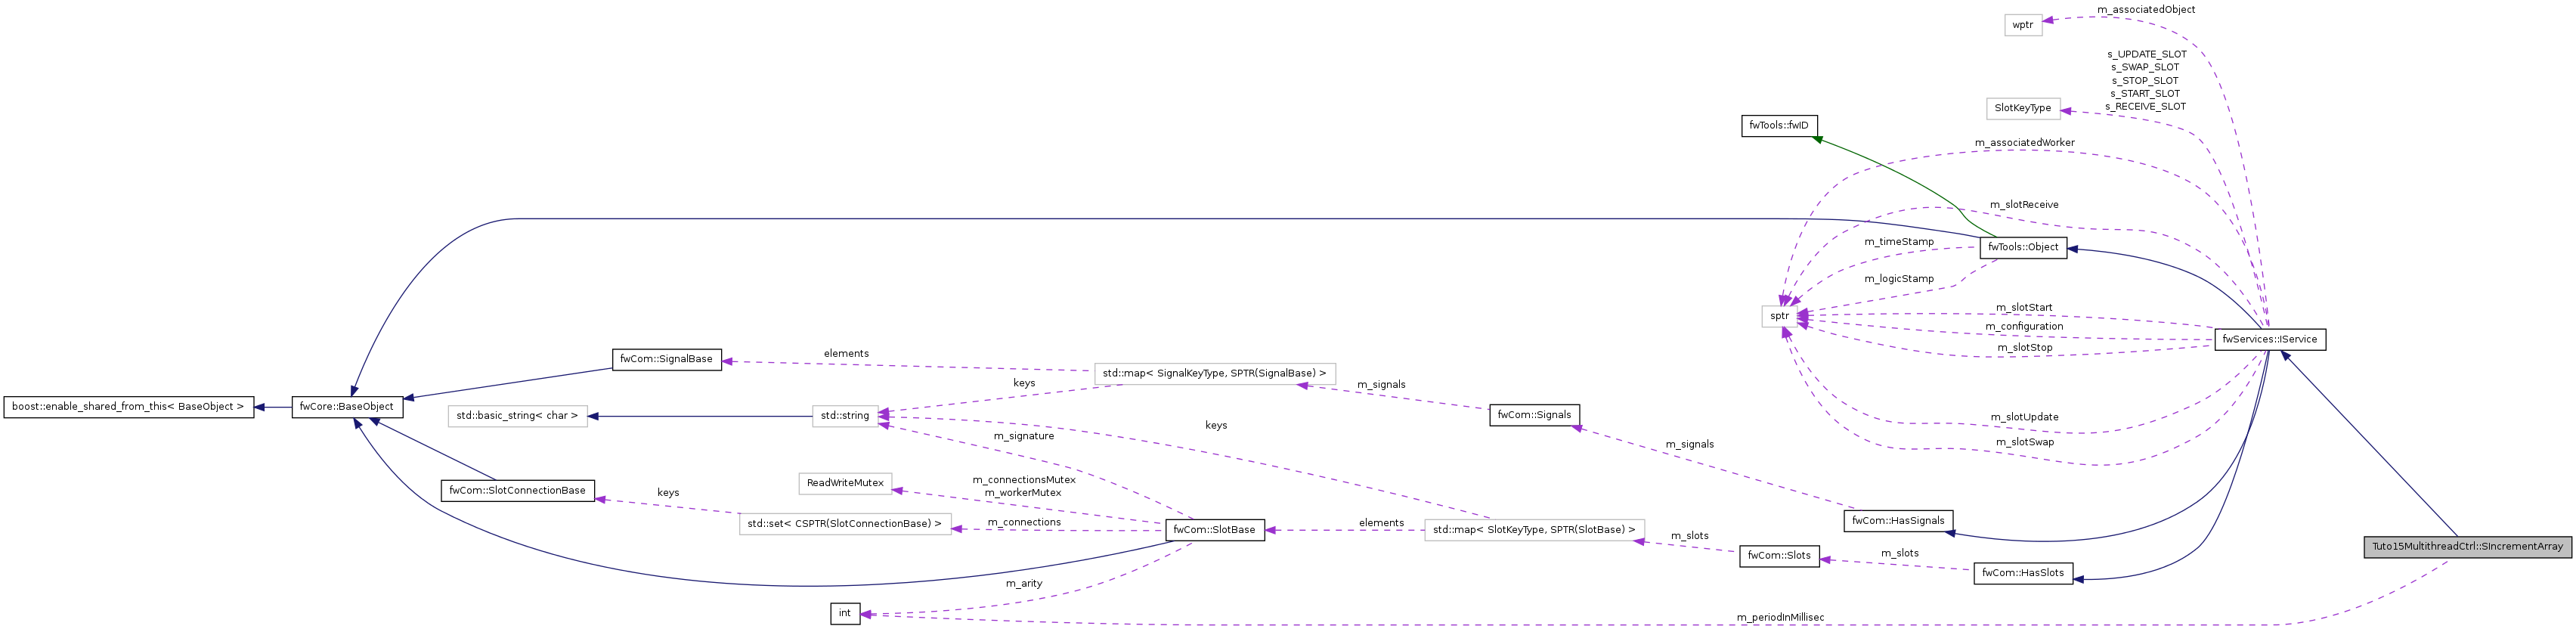 m_associatedObject
wptr
s_UPDATE_SLOT
s_SWAP_SLOT
s_STOP_SLOT
s_START_SLOT
s_RECEIVE_SLOT
SlotKeyType
fwTools::fwID
m_associatedWorker
m_slotReceive
m_timeStamp
fwTools::Object
m_logicStamp
m_slotStart
sptr
m_configuration
fwServices::IService
m_slotStop
elements
fwCom::SignalBase
std::map< SignalKeyType, SPTR(SignalBase) >
keys
m_signals
boost::enable_shared_from_this< BaseObject >
fwCore::BaseObject
std::basic_string< char >
std::string
fwCom::Signals
m_slotUpdate
keys
m_signature
m_signals
m_slotSwap
ReadWriteMutex
m_connectionsMutex
m_workerMutex
fwCom::SlotConnectionBase
keys
std::set< CSPTR(SlotConnectionBase) >
m_connections
fwCom::SlotBase
elements
std::map< SlotKeyType, SPTR(SlotBase) >
m_slots
fwCom::HasSignals
fwCom::Slots
m_slots
fwCom::HasSlots
Tuto15MultithreadCtrl::SIncrementArray
m_arity
int
m_periodInMillisec